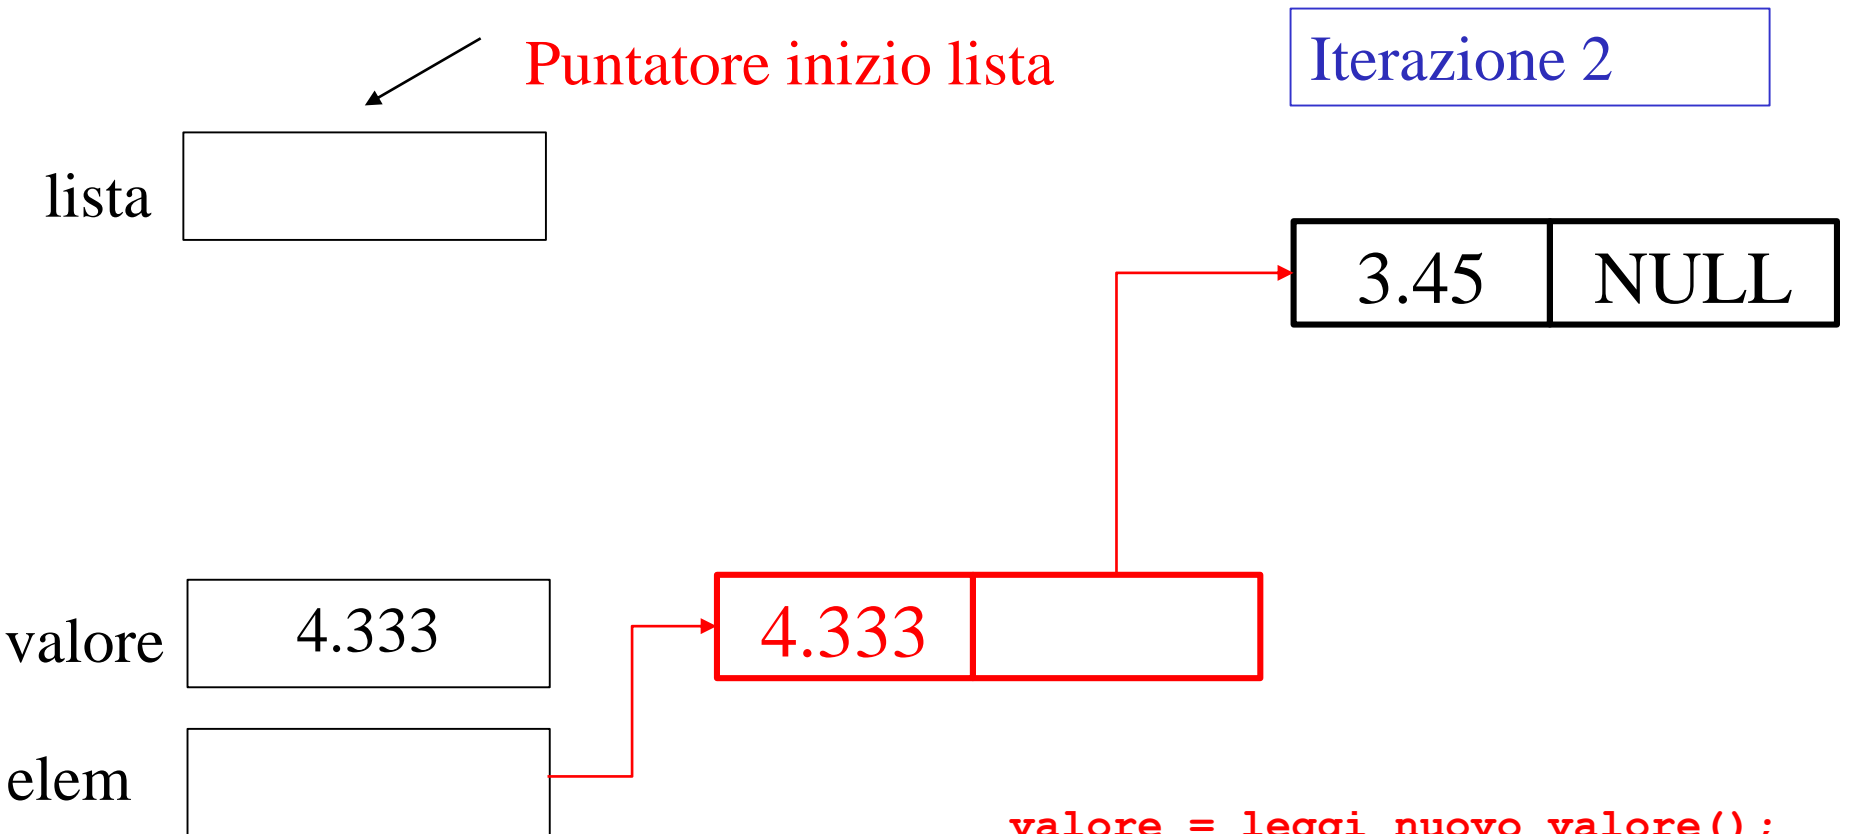 Puntatore inizio lista
Iterazione 2
lista
3.45 NULL
valore 4.333 4.333
elem
valore = leggi_nuovo_valore();